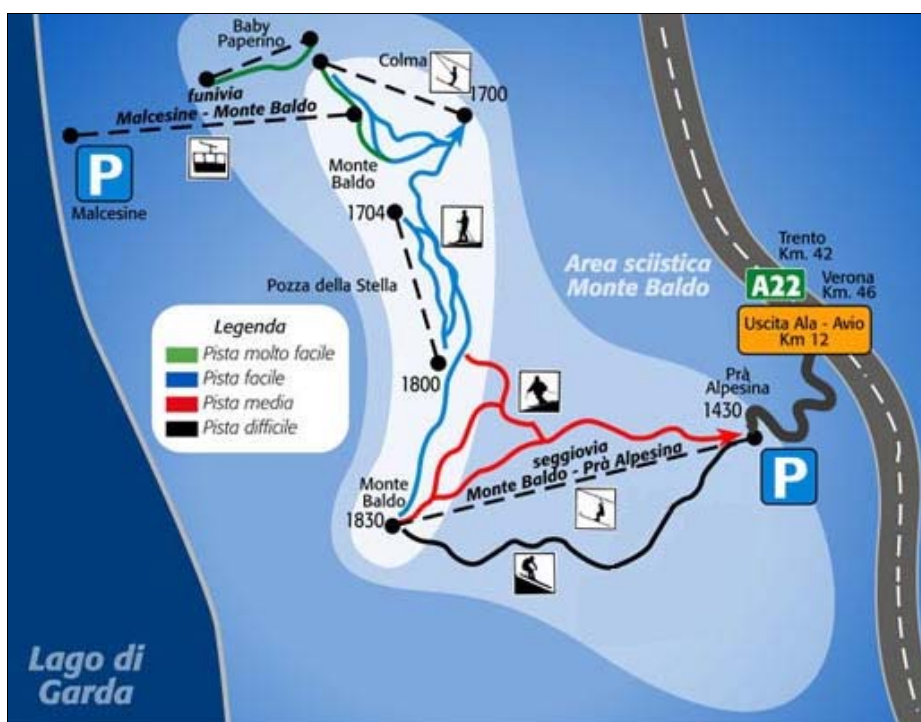 Baby
Paperino
Colma
1700
funivia
Malcesine - Monte Baldo
P
Malcesine
Monte
Baldo
1704
Pozza della Stella
1800
Area sciistica
Monte Baldo
Trento
Km. 42
A22
Verona
Km. 46
Uscita Ala - Avio
Km 12
Legenda
Pista molto facile
Pista facile
Pista media
Pista difficile
Prà
Alpesina
1430
P
seggiovia
Monte Baldo - Prà Alpesina
Monte
Baldo
1830
Lago di
Garda